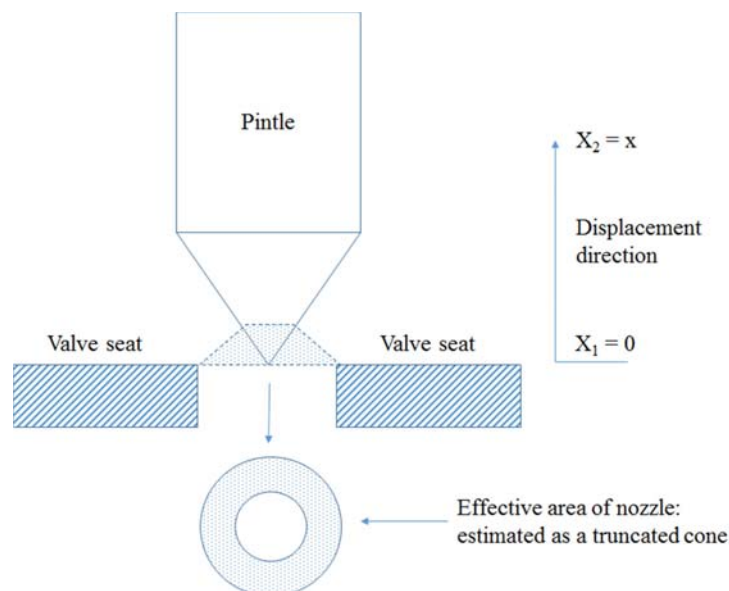 Pintle
X₂ = x
Displacement
direction
Valve seat
Valve seat
X₁ = 0
Effective area of nozzle:
estimated as a truncated cone